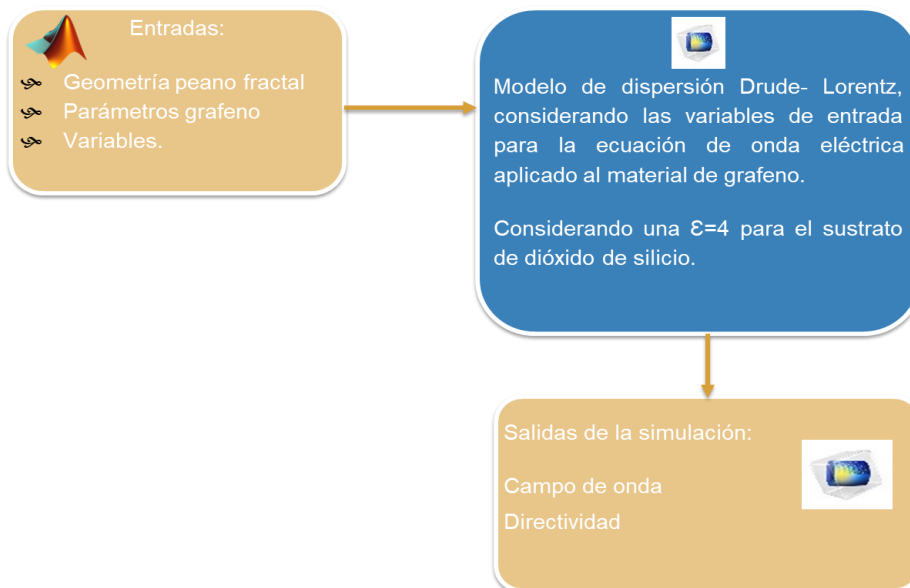 Entradas:
Geometría peano fractal
Parámetros grafeno
Variables.
Modelo de dispersión Drude- Lorentz,
considerando las variables de entrada
para la ecuación de onda eléctrica
aplicado al material de grafeno.
Considerando una Ɛ=4 para el sustrato
de dióxido de silicio.
Salidas de la simulación:
Campo de onda
Directividad